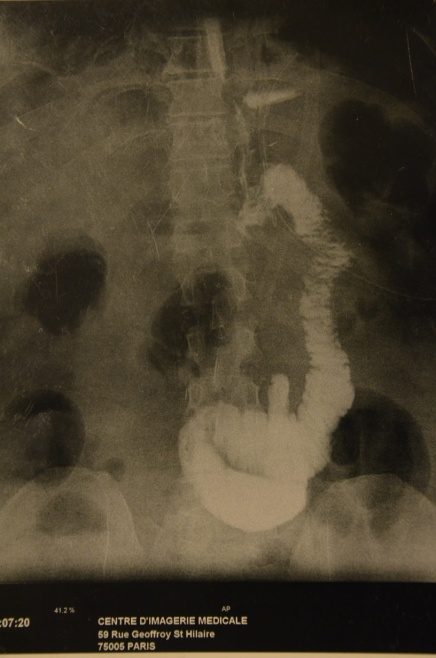 :07:20
41.2 %
AP
CENTRE D'IMAGERIE MEDICALE
59 Rue Geoffroy St Hilaire
75005 PARIS